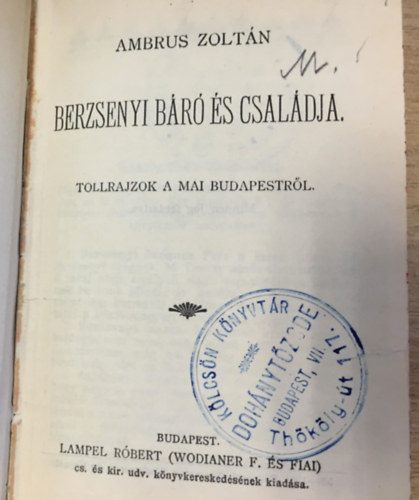 AMBRUS ZOLTÁN
M.
BERZSENYI BÁRÓ ÉS CSALÁDJA.
TOLLRAJZOK A MAI BUDAPESTRŐL.
KÖLCSÖN KÖNYVTÁR
DOHÁNYTŐZSDE
BUDAPEST, VII.
Thököly-út 117.
BUDAPEST.
LAMPEL RÓBERT (WODIANER F. ÉS FIAI)
cs. és kir. udv. könyvkereskedésének kiadása.